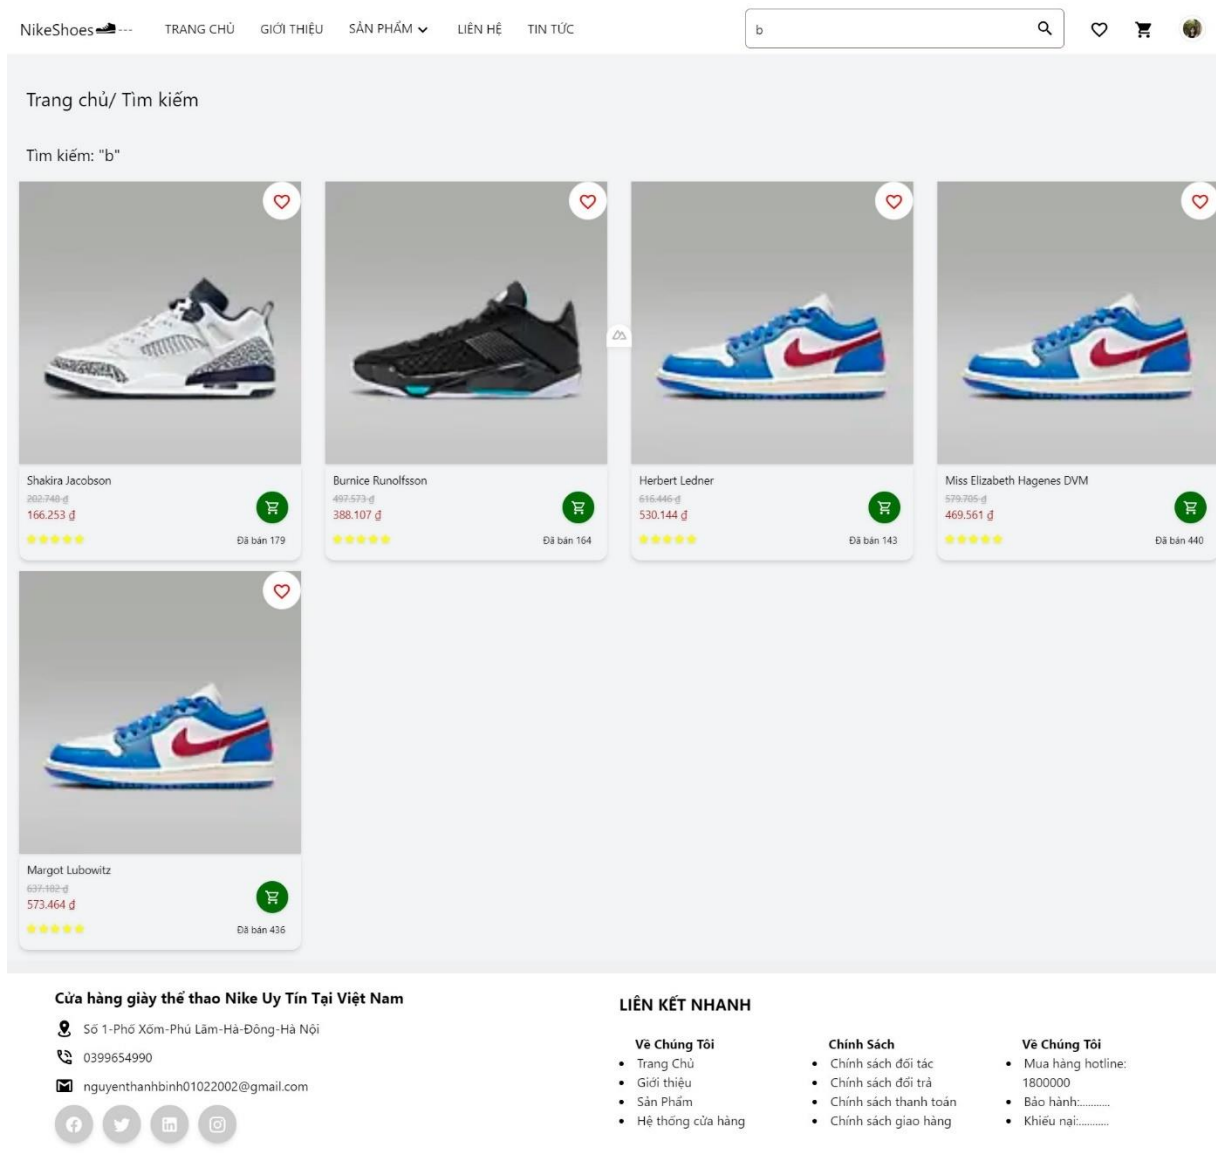 NikeShoes --- TRANG CHỦ GIỚI THIỆU SẢN PHẨM LIÊN HỆ TIN TỨC b
Trang chủ/ Tìm kiếm
Tìm kiếm: "b"
Shakira Jacobson
202.748 ₫
166.253 ₫
Đã bán 179
Burnice Runolfsson
497.573 ₫
388.107 ₫
Đã bán 164
Herbert Ledner
616.446 ₫
530.144 ₫
Đã bán 143
Miss Elizabeth Hagenes DVM
579.705 ₫
469.561 ₫
Đã bán 440
Margot Lubowitz
637.182 ₫
573.464 ₫
Đã bán 436
Cửa hàng giày thể thao Nike Uy Tín Tại Việt Nam
Số 1-Phố Xốm-Phú Lãm-Hà-Đông-Hà Nội
0399654990
nguyenthanhbinh01022002@gmail.com
LIÊN KẾT NHANH
Về Chúng Tôi
Trang Chủ
Giới thiệu
Sản Phẩm
Hệ thống cửa hàng
Chính Sách
Chính sách đối tác
Chính sách đổi trả
Chính sách thanh toán
Chính sách giao hàng
Về Chúng Tôi
Mua hàng hotline:
1800000
Bảo hành:...........
Khiếu nại:...........